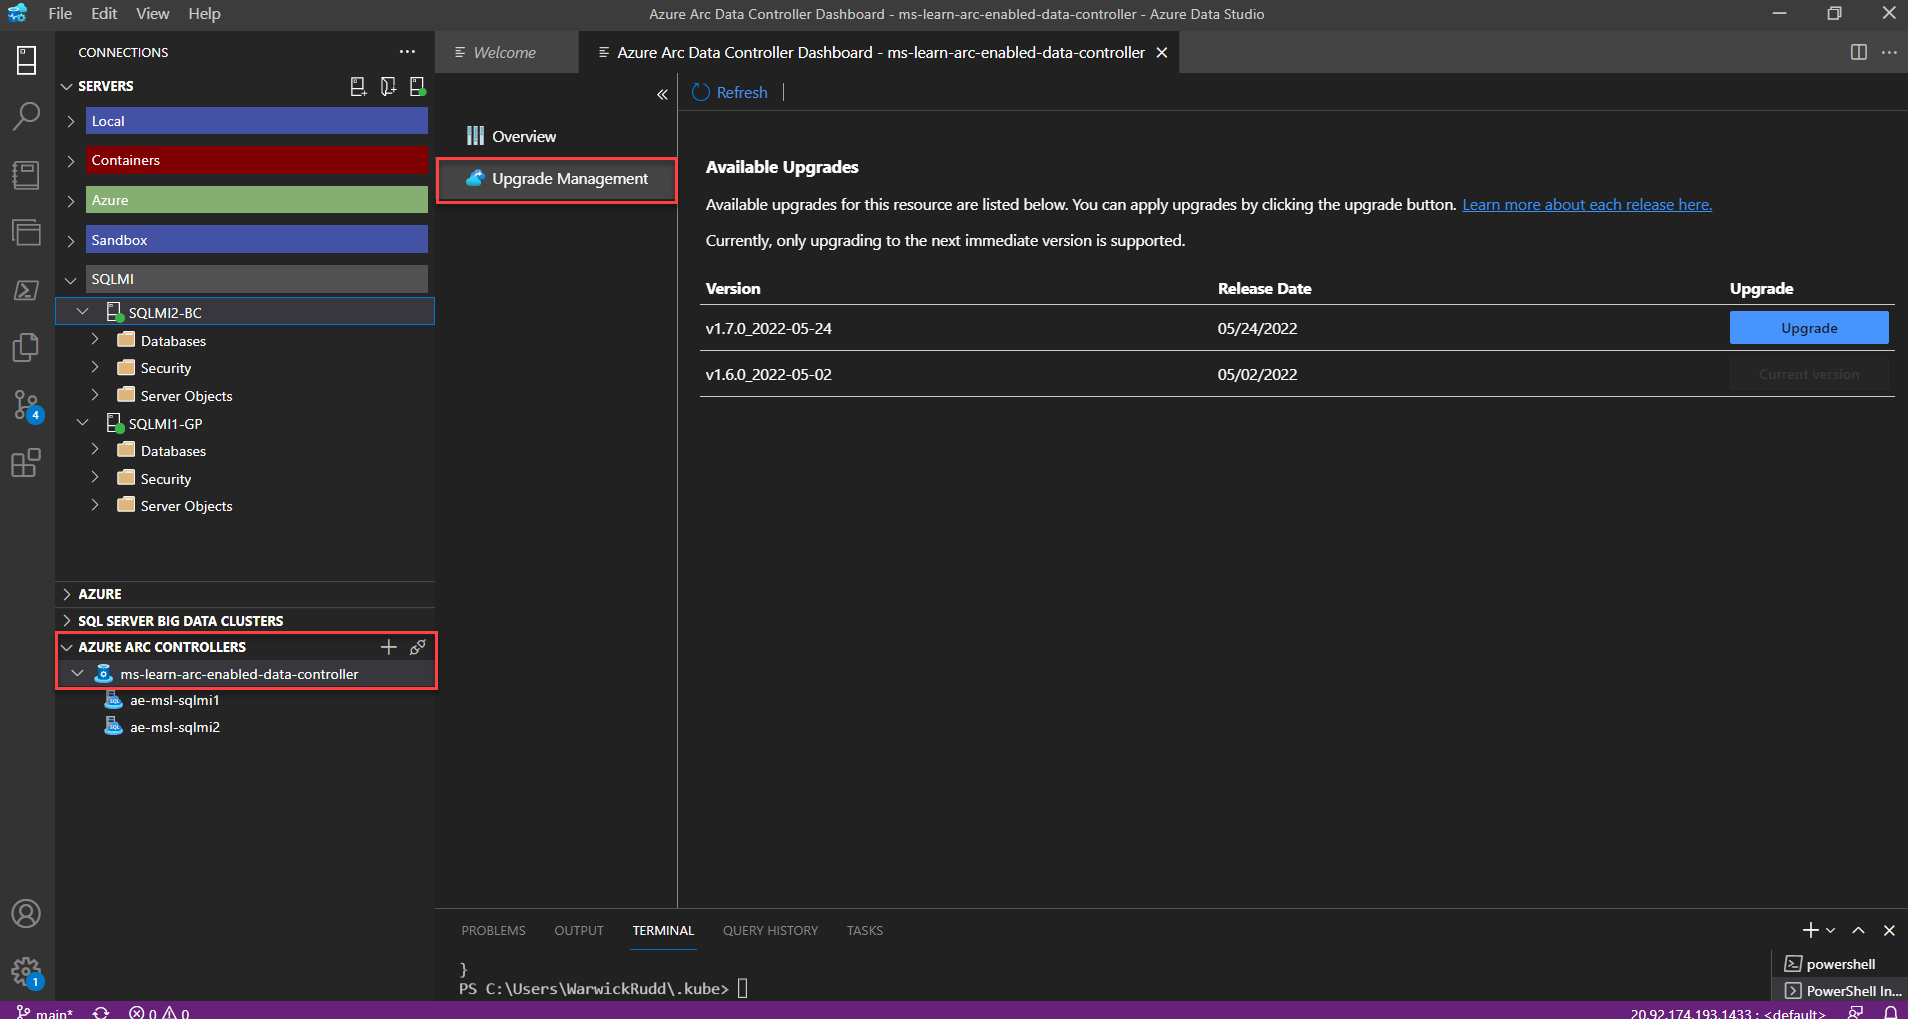 File Edit View Help
Azure Arc Data Controller Dashboard - ms-learn-arc-enabled-data-controller - Azure Data Studio
CONNECTIONS
SERVERS
Local
Containers
Azure
Sandbox
SQLMI
SQLMI2-BC
Databases
Security
Server Objects
SQLMI1-GP
Databases
Security
Server Objects
AZURE
SQL SERVER BIG DATA CLUSTERS
AZURE ARC CONTROLLERS
ms-learn-arc-enabled-data-controller
ae-msl-sqlmi1
ae-msl-sqlmi2
4
1
Welcome
Azure Arc Data Controller Dashboard - ms-learn-arc-enabled-data-controller
Overview
Upgrade Management
Refresh
Available Upgrades
Available upgrades for this resource are listed below. You can apply upgrades by clicking the upgrade button. Learn more about each release here.
Currently, only upgrading to the next immediate version is supported.
Version Release Date Upgrade
v1.7.0_2022-05-24 05/24/2022 Upgrade
v1.6.0_2022-05-02 05/02/2022 Current version
PROBLEMS OUTPUT TERMINAL QUERY HISTORY TASKS
}
PS C:\Users\WarwickRudd\.kube>
powershell
PowerShell In...
main* 0 0
20.92.174.193,1433 : <default>